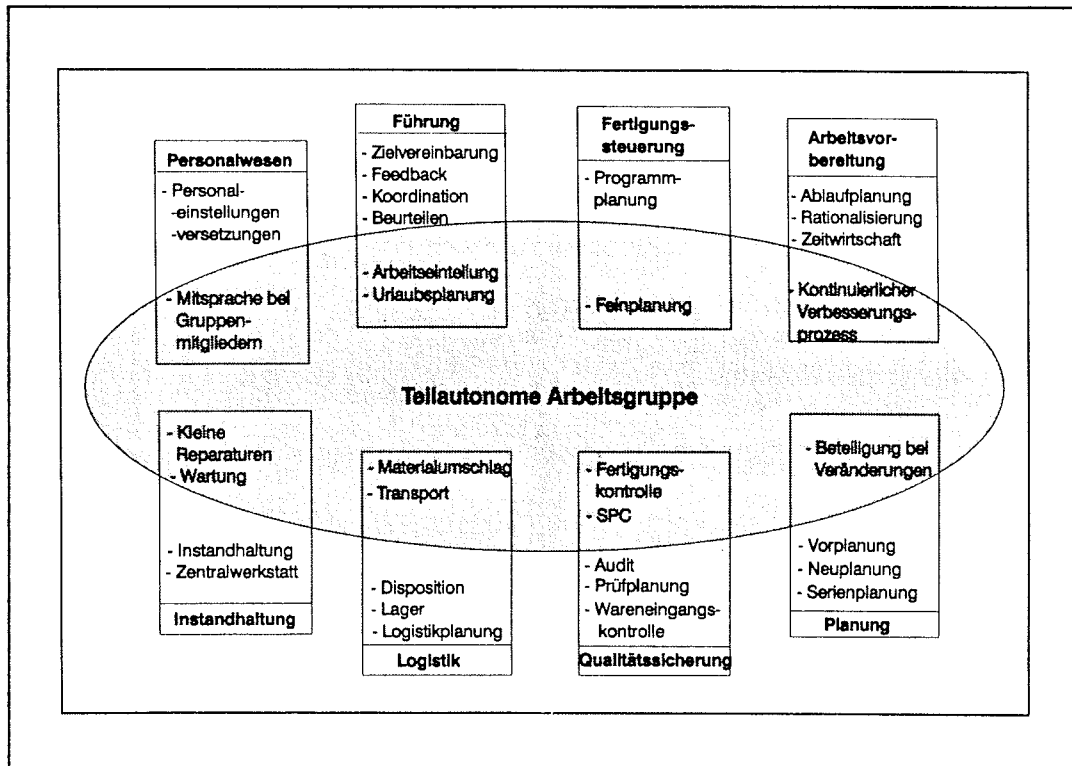 Personalwesen
- Personal-
-einstellungen
-versetzungen
- Mitsprache bei
Gruppen-
mitgliedern
Führung
- Zielvereinbarung
- Feedback
- Koordination
- Beurteilen
- Arbeitseinteilung
- Urlaubsplanung
Fertigungs-
steuerung
- Programm-
planung
- Feinplanung
Arbeitsvor-
bereitung
- Ablaufplanung
- Rationalisierung
- Zeitwirtschaft
- Kontinuierlicher
Verbesserungs-
prozess
Teilautonome Arbeitsgruppe
- Kleine
Reparaturen
- Wartung
- Instandhaltung
- Zentralwerkstatt
Instandhaltung
- Materialumschlag
- Transport
- Disposition
- Lager
- Logistikplanung
Logistik
- Fertigungs-
kontrolle
- SPC
- Audit
- Prüfplanung
- Wareneingangs-
kontrolle
Qualitätssicherung
- Beteiligung bei
Veränderungen
- Vorplanung
- Neuplanung
- Serienplanung
Planung